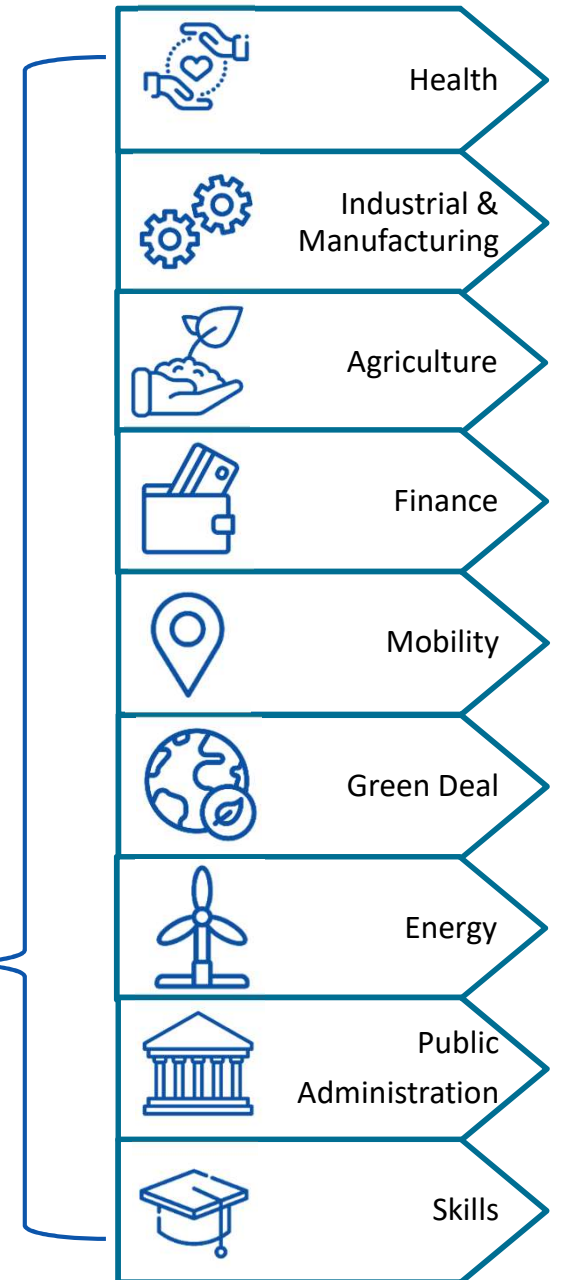 Health
Industrial &
Manufacturing
Agriculture
Finance
Mobility
Green Deal
Energy
Public
Administration
Skills